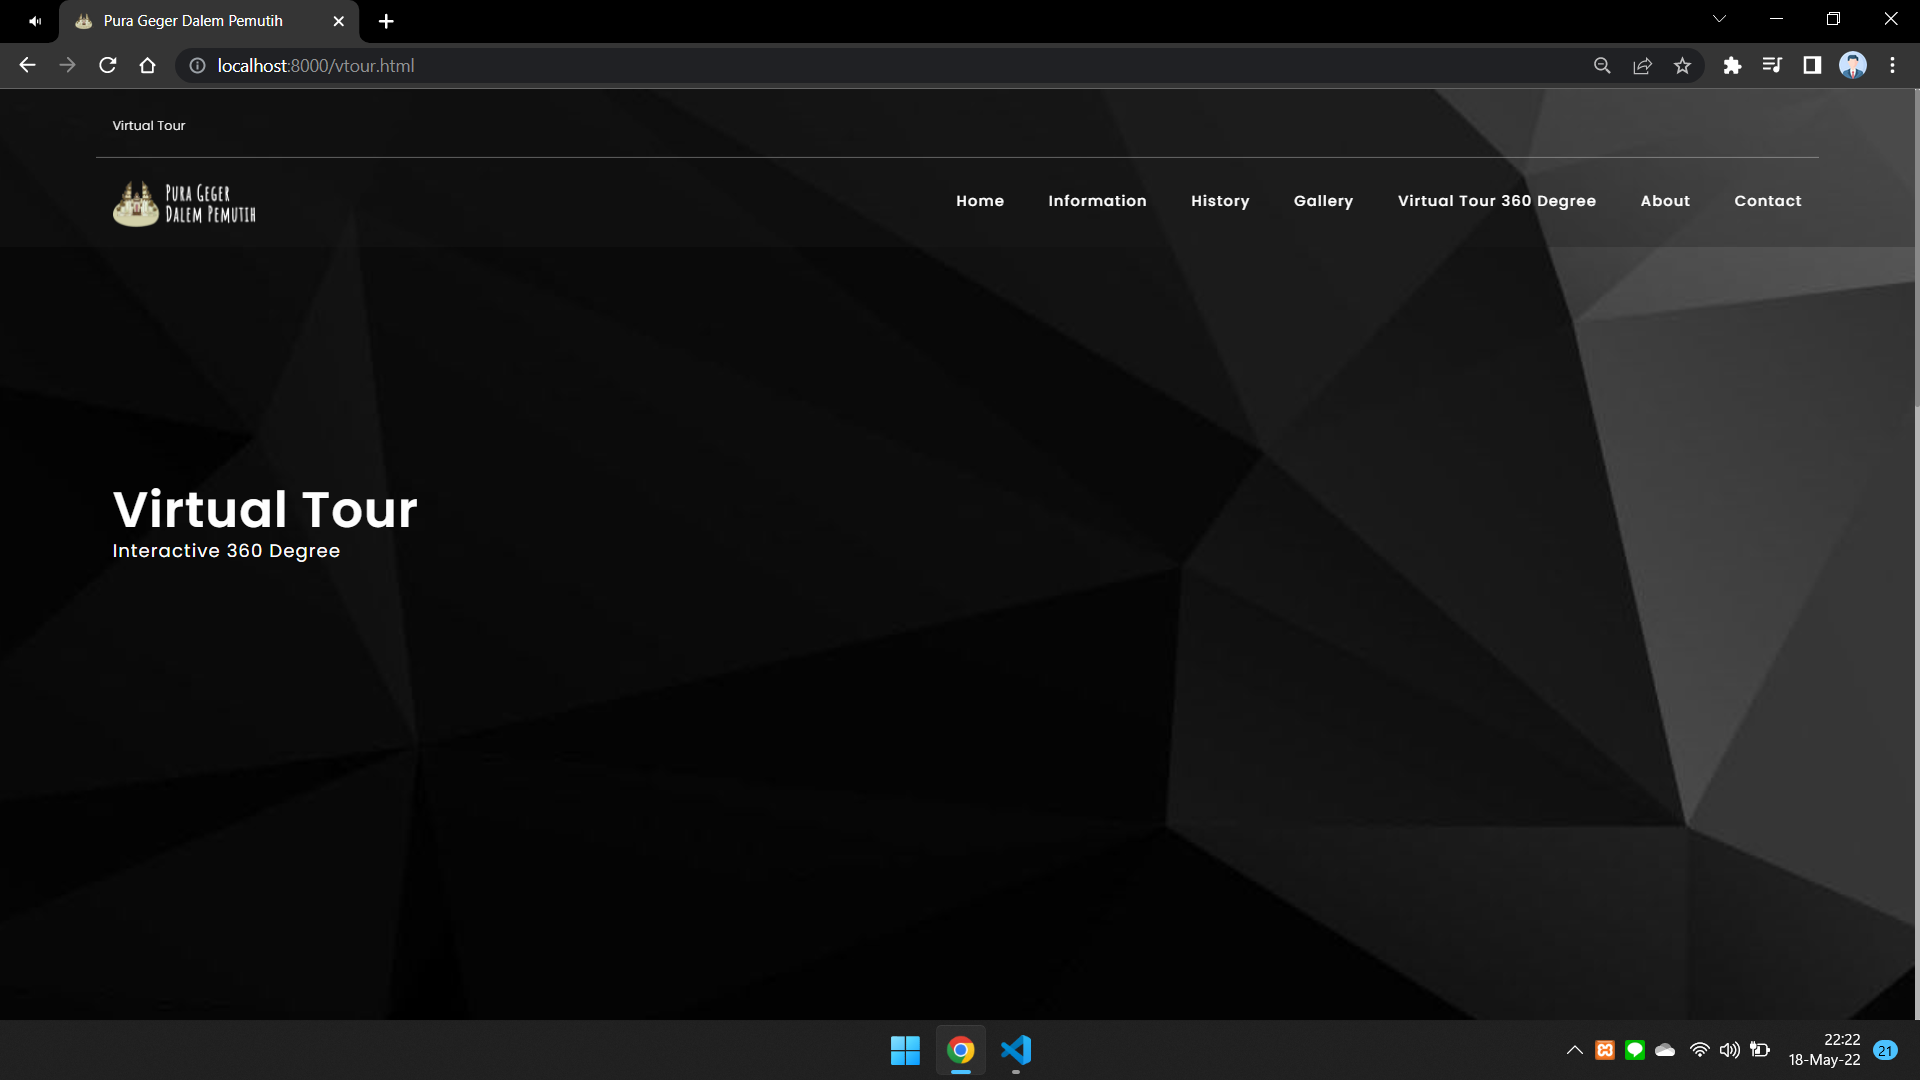 Pura Geger Dalem Pemutih
localhost:8000/vtour.html
Virtual Tour
PURA GEGER
DALEM PEMUTIH
Home Information History Gallery Virtual Tour 360 Degree About Contact
Virtual Tour
Interactive 360 Degree
22:22
18-May-22
21